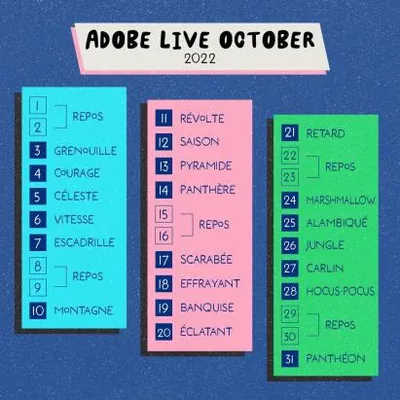 ADOBE LIVE OCTOBER
2022
1
2
REPOS
3 GRENOUILLE
4 COURAGE
5 CÉLESTE
6 VITESSE
7 ESCADRILLE
8
9
REPOS
10 MONTAGNE
11 RÉVOLTE
12 SAISON
13 PYRAMIDE
14 PANTHÈRE
15
16
REPOS
17 SCARABÉE
18 EFFRAYANT
19 BANQUISE
20 ÉCLATANT
21 RETARD
22
23
REPOS
24 MARSHMALLOW
25 ALAMBIQUÉ
26 JUNGLE
27 CARLIN
28 HOCUS-POCUS
29
30
REPOS
31 PANTHÉON